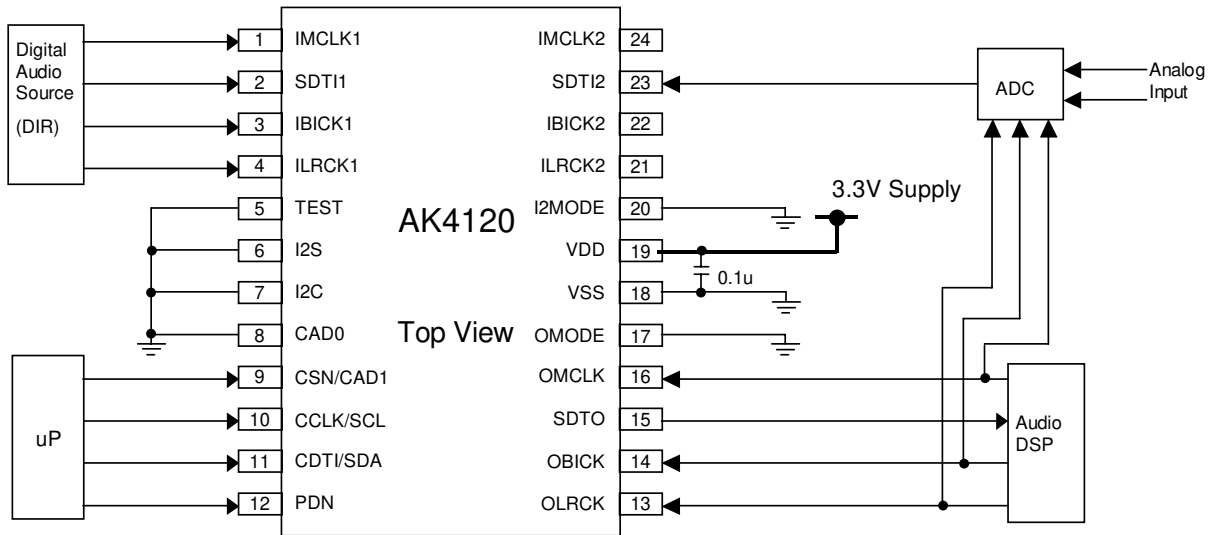 Digital
Audio
Source
(DIR)
uP
1 IMCLK1
2 SDTI1
3 IBICK1
4 ILRCK1
5 TEST
6 I2S
7 I2C
8 CAD0
9 CSN/CAD1
10 CCLK/SCL
11 CDTI/SDA
12 PDN
AK4120
Top View
IMCLK2 24
SDTI2 23
IBICK2 22
ILRCK2 21
I2MODE 20
VDD 19
VSS 18
OMODE 17
OMCLK 16
SDTO 15
OBICK 14
OLRCK 13
3.3V Supply
0.1u
ADC
Analog
Input
Audio
DSP